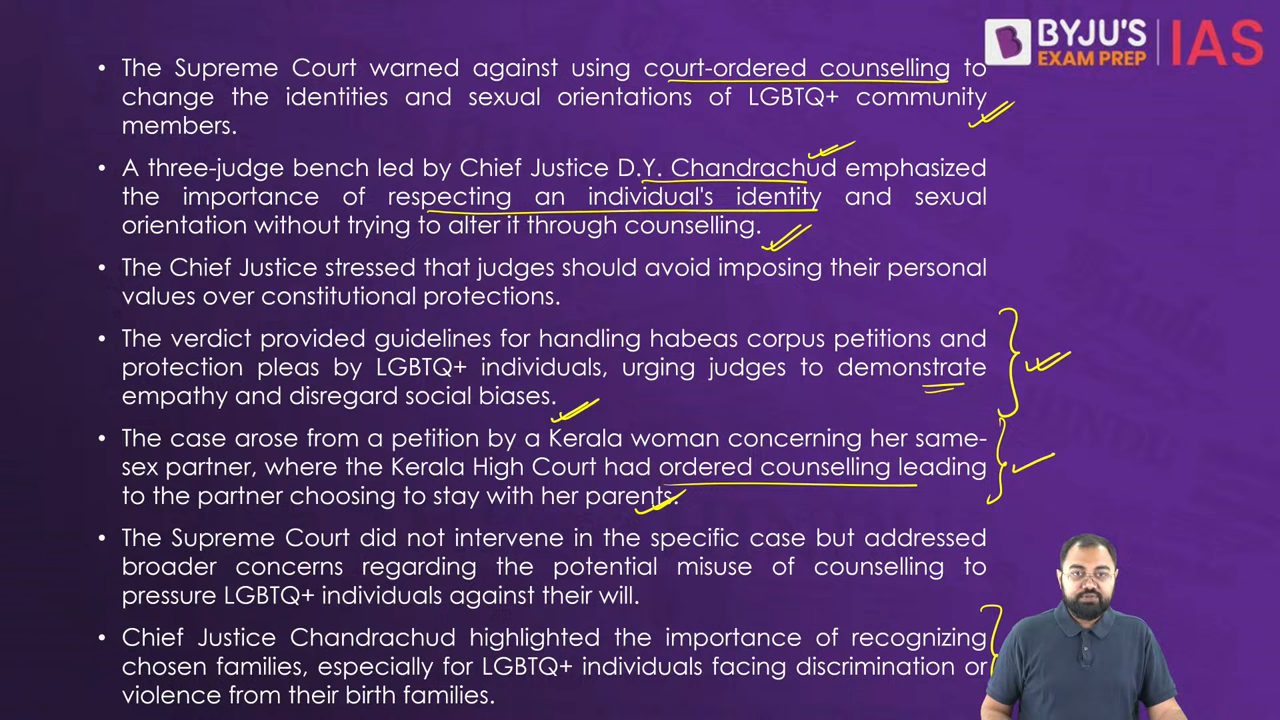 BYJU'S
EXAM PREP
IAS
• The Supreme Court warned against using court-ordered counselling to
change the identities and sexual orientations of LGBTQ+ community
members.
• A three-judge bench led by Chief Justice D.Y. Chandrachud emphasized
the importance of respecting an individual's identity and sexual
orientation without trying to alter it through counselling.
• The Chief Justice stressed that judges should avoid imposing their personal
values over constitutional protections.
• The verdict provided guidelines for handling habeas corpus petitions and
protection pleas by LGBTQ+ individuals, urging judges to demonstrate
empathy and disregard social biases.
• The case arose from a petition by a Kerala woman concerning her same-
sex partner, where the Kerala High Court had ordered counselling leading
to the partner choosing to stay with her parents.
• The Supreme Court did not intervene in the specific case but addressed
broader concerns regarding the potential misuse of counselling to
pressure LGBTQ+ individuals against their will.
• Chief Justice Chandrachud highlighted the importance of recognizing
chosen families, especially for LGBTQ+ individuals facing discrimination or
violence from their birth families.